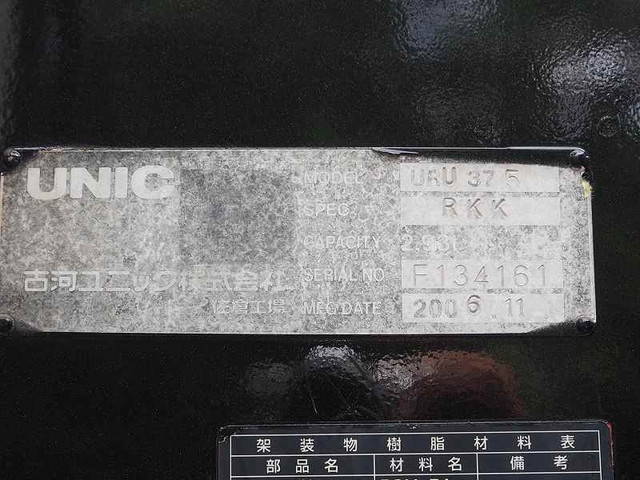 UNIC
MODEL URU 375
SPEC. RKK
CAPACITY 2.93t
古河ユニック株式会社 SERIAL NO F134161
佐倉工場 MFG.DATE 2006.11
架装物樹脂材料表
部品名 材料名 備考